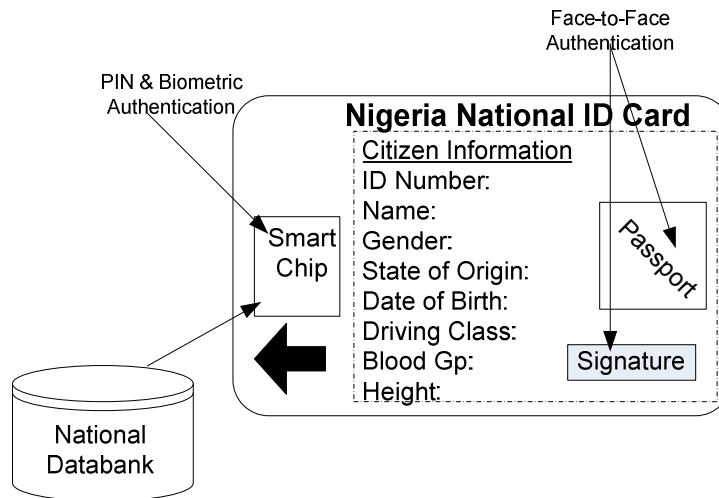 Face-to-Face
Authentication
PIN & Biometric
Authentication
Nigeria National ID Card
Citizen Information
ID Number:
Name:
Gender:
State of Origin:
Date of Birth:
Driving Class:
Blood Gp:
Height:
Smart
Chip
Passport
Signature
National
Databank